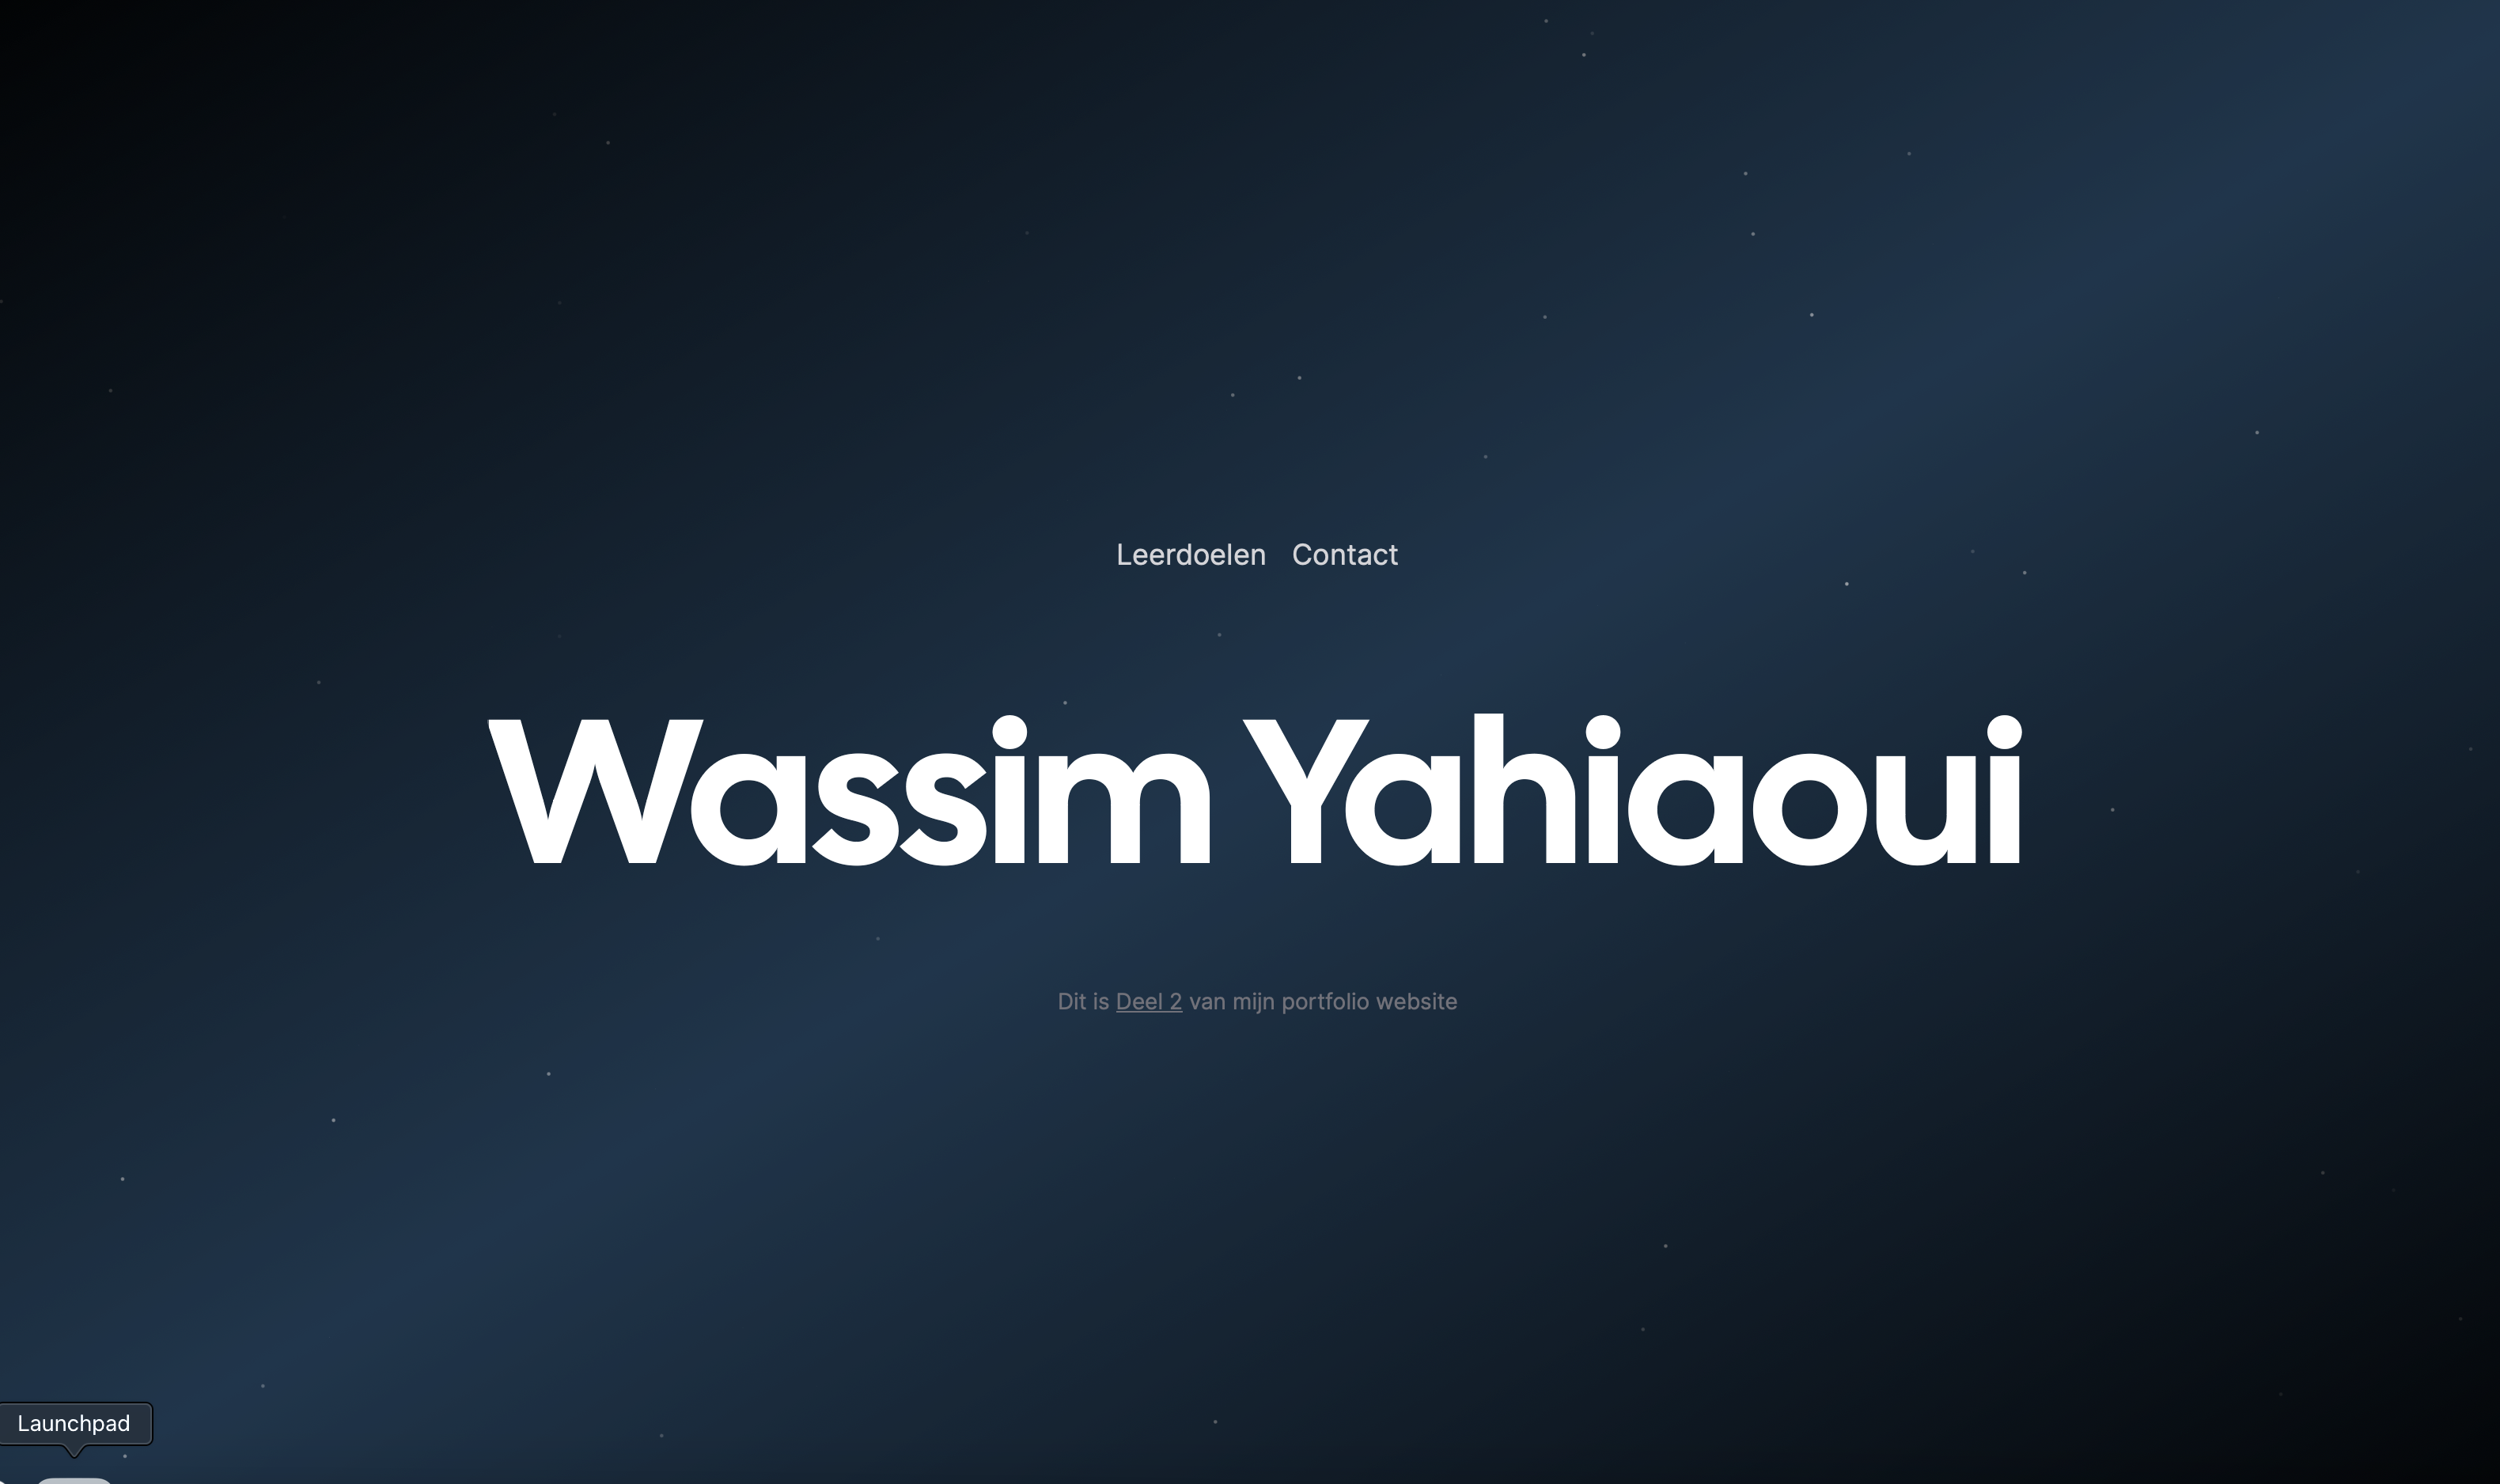 Leerdoelen Contact
Wassim Yahiaoui
Dit is Deel 2 van mijn portfolio website
Launchpad